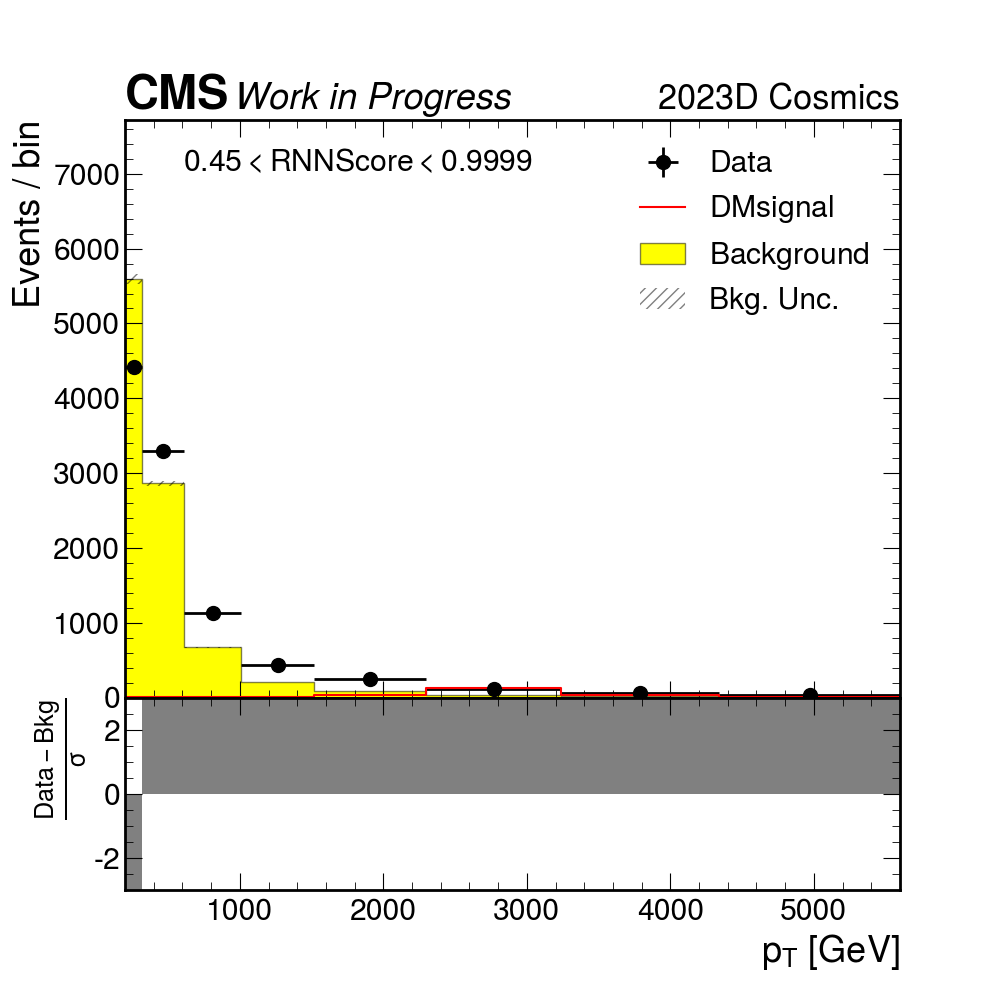 CMS Work in Progress 2023D Cosmics
Events / bin
0.45 < RNNScore < 0.9999
Data
DMsignal
Background
Bkg. Unc.
7000
6000
5000
4000
3000
2000
1000
0
Data – Bkg
σ
2
0
-2
1000 2000 3000 4000 5000
pT [GeV]